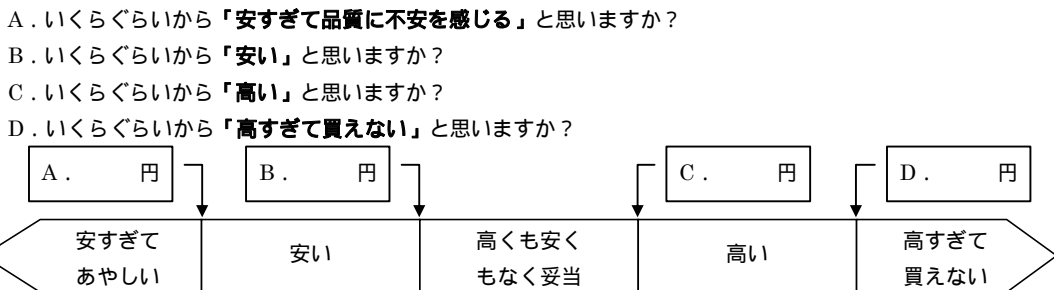 A．いくらぐらいから「安すぎて品質に不安を感じる」と思いますか？
B．いくらぐらいから「安い」と思いますか？
C．いくらぐらいから「高い」と思いますか？
D．いくらぐらいから「高すぎて買えない」と思いますか？
A． 円 B． 円 C． 円 D． 円
安すぎて
あやしい
安い
高くも安く
もなく妥当
高い
高すぎて
買えない